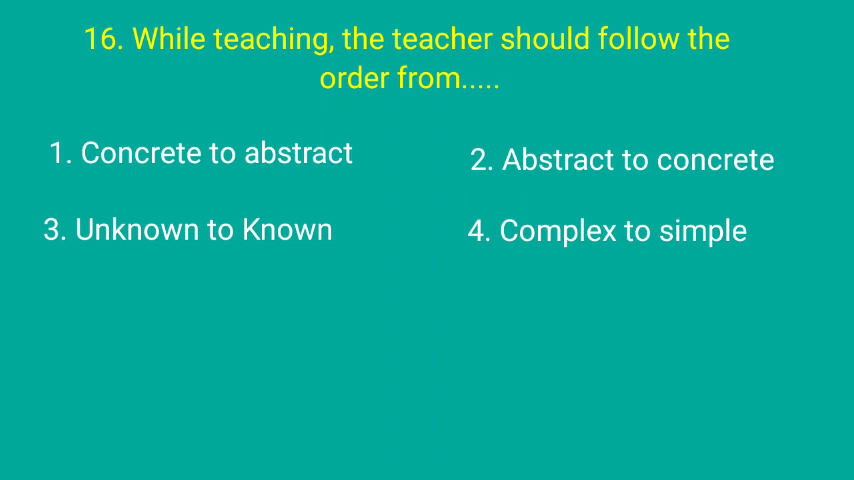 16. While teaching, the teacher should follow the
order from.....
1. Concrete to abstract
2. Abstract to concrete
3. Unknown to Known
4. Complex to simple